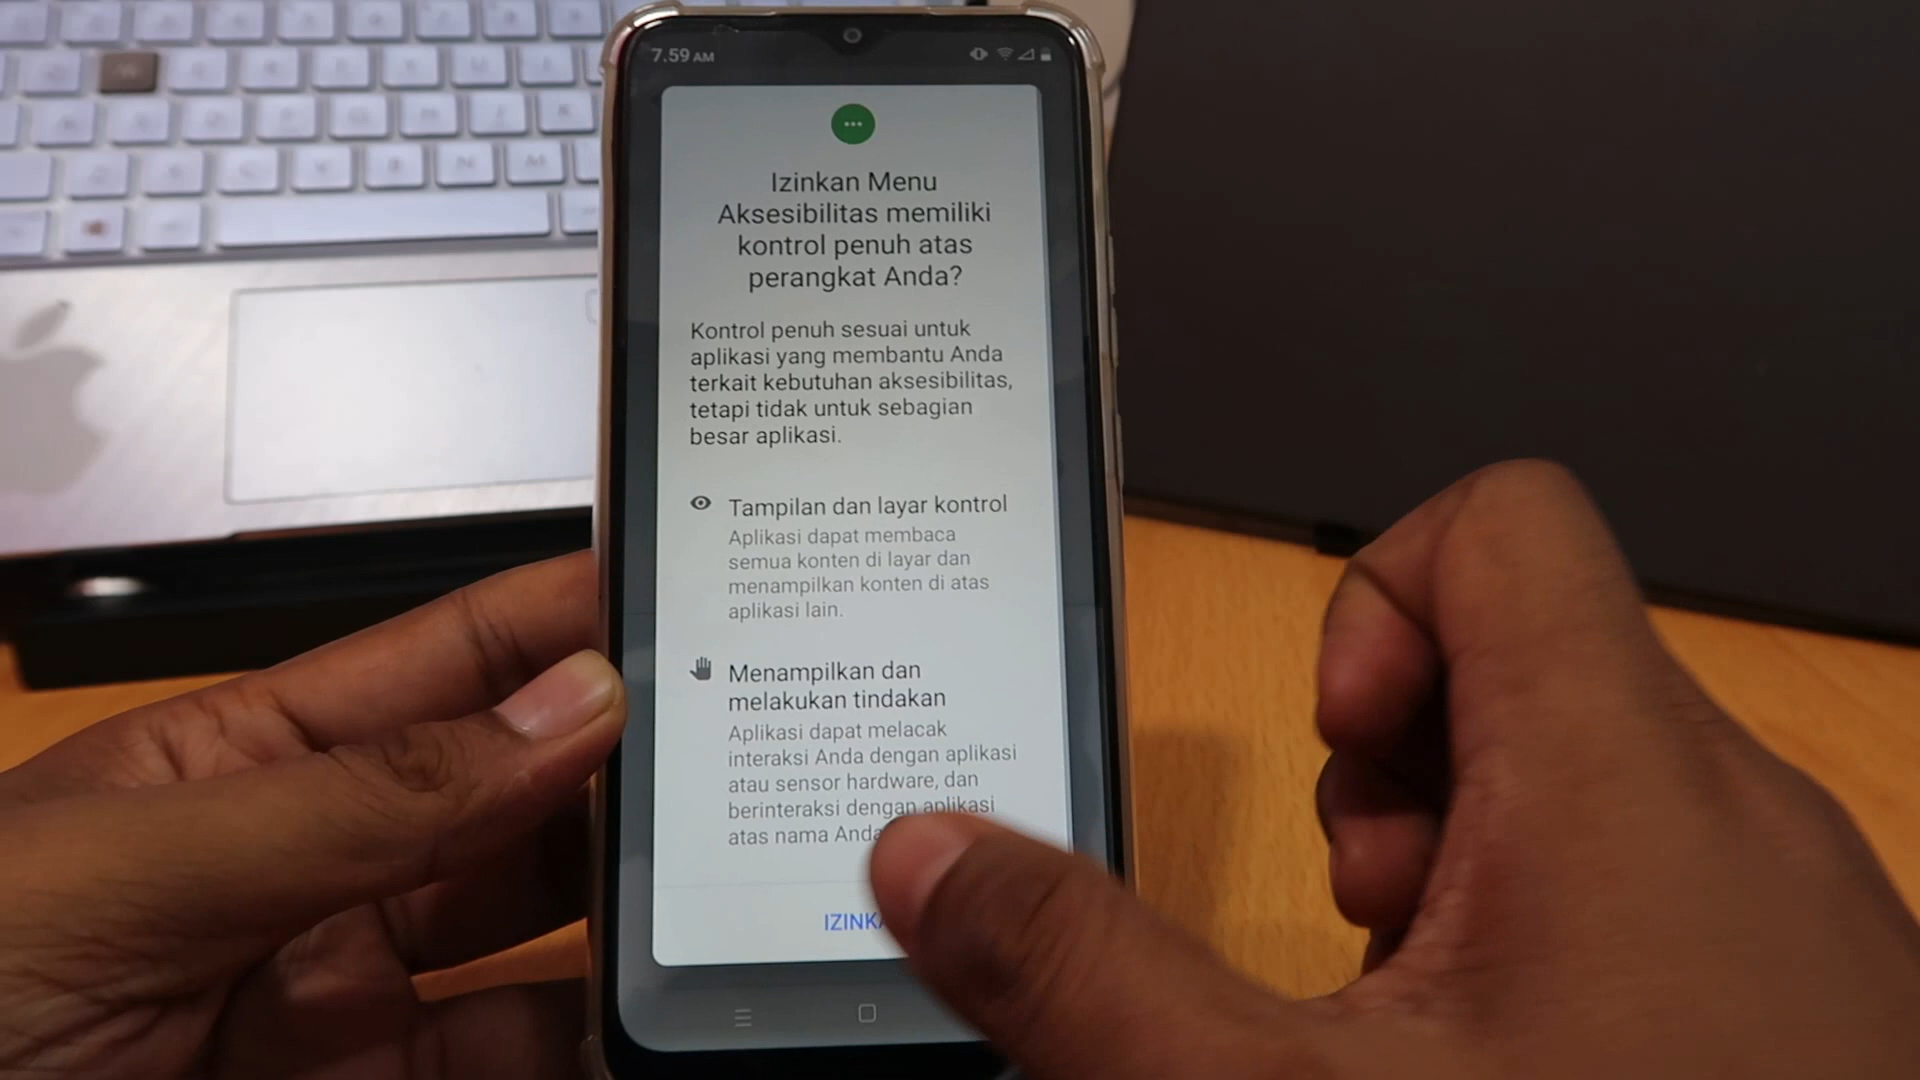 7.59 AM
Izinkan Menu
Aksesibilitas memiliki
kontrol penuh atas
perangkat Anda?
Kontrol penuh sesuai untuk
aplikasi yang membantu Anda
terkait kebutuhan aksesibilitas,
tetapi tidak untuk sebagian
besar aplikasi.
Tampilan dan layar kontrol
Aplikasi dapat membaca
semua konten di layar dan
menampilkan konten di atas
aplikasi lain.
Menampilkan dan
melakukan tindakan
Aplikasi dapat melacak
interaksi Anda dengan aplikasi
atau sensor hardware, dan
berinteraksi dengan aplikasi
atas nama Anda